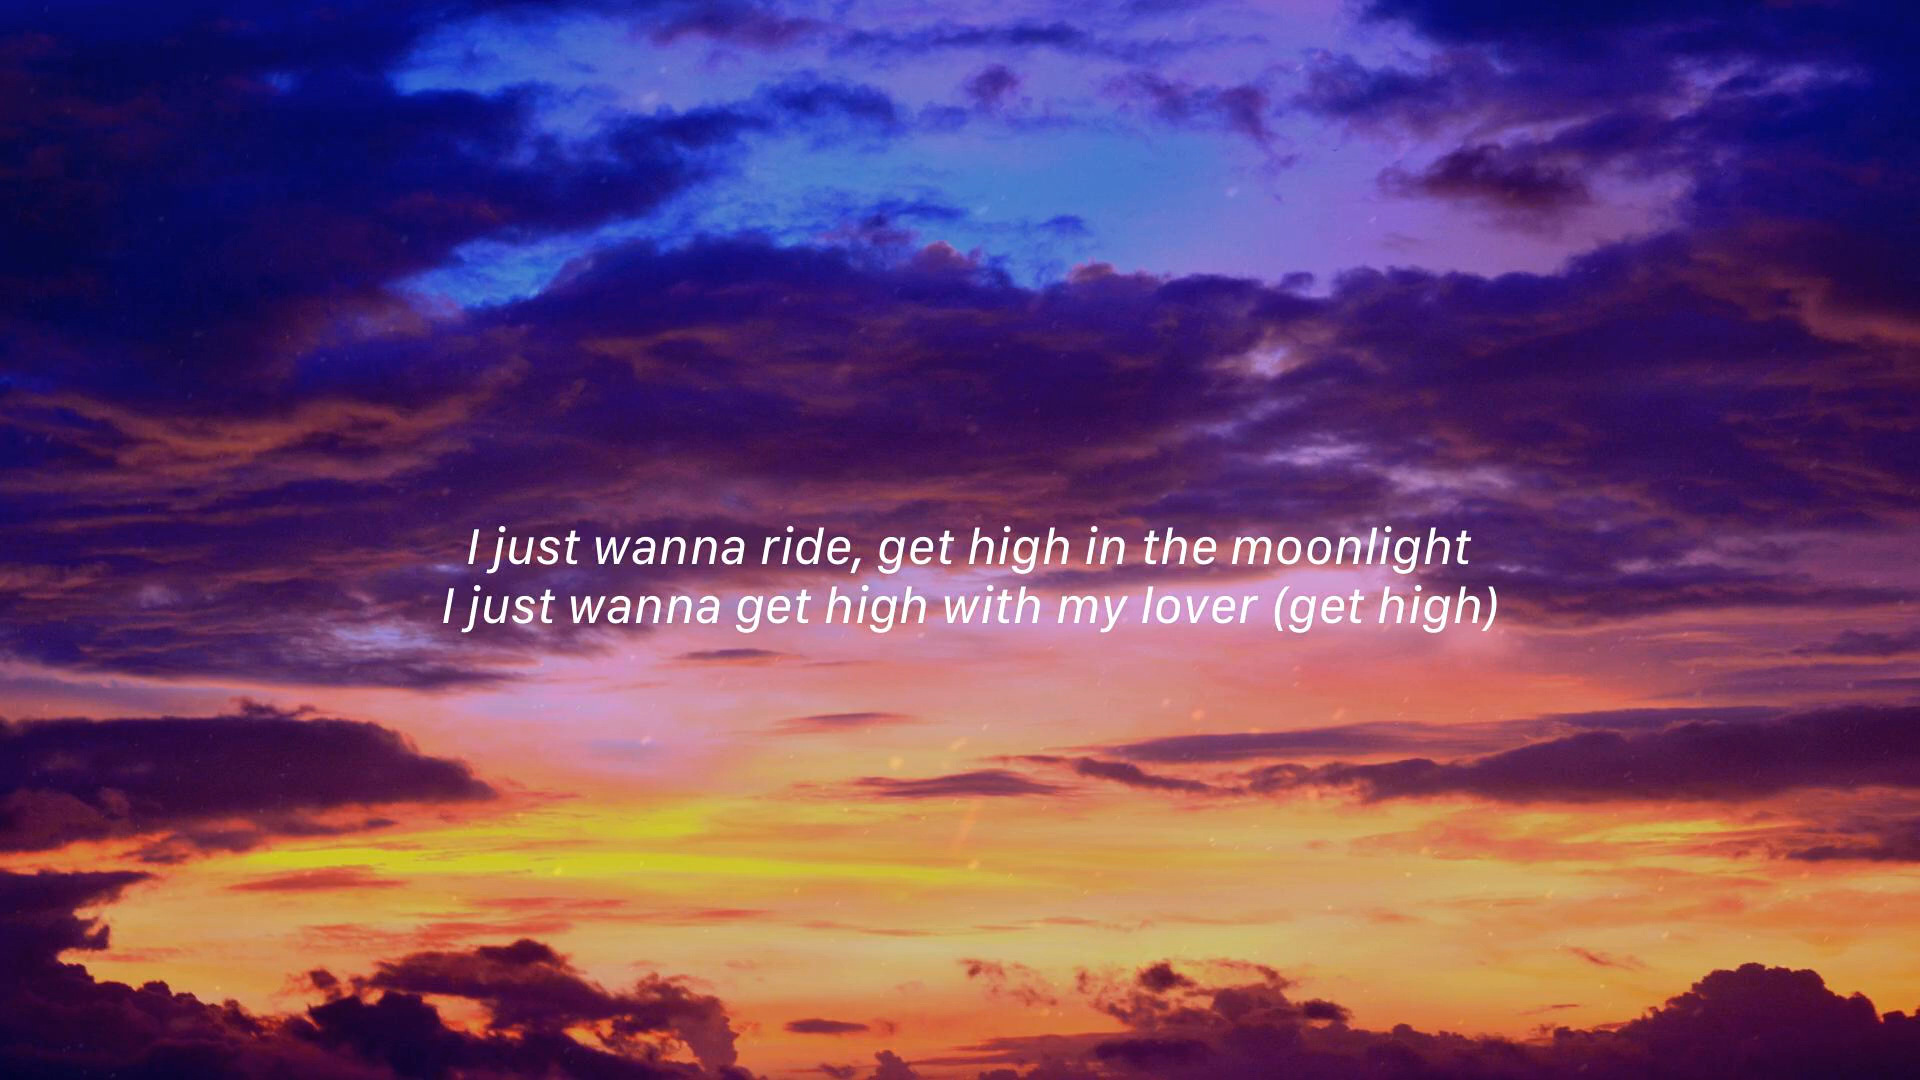 I just wanna ride, get high in the moonlight
I just wanna get high with my lover (get high)